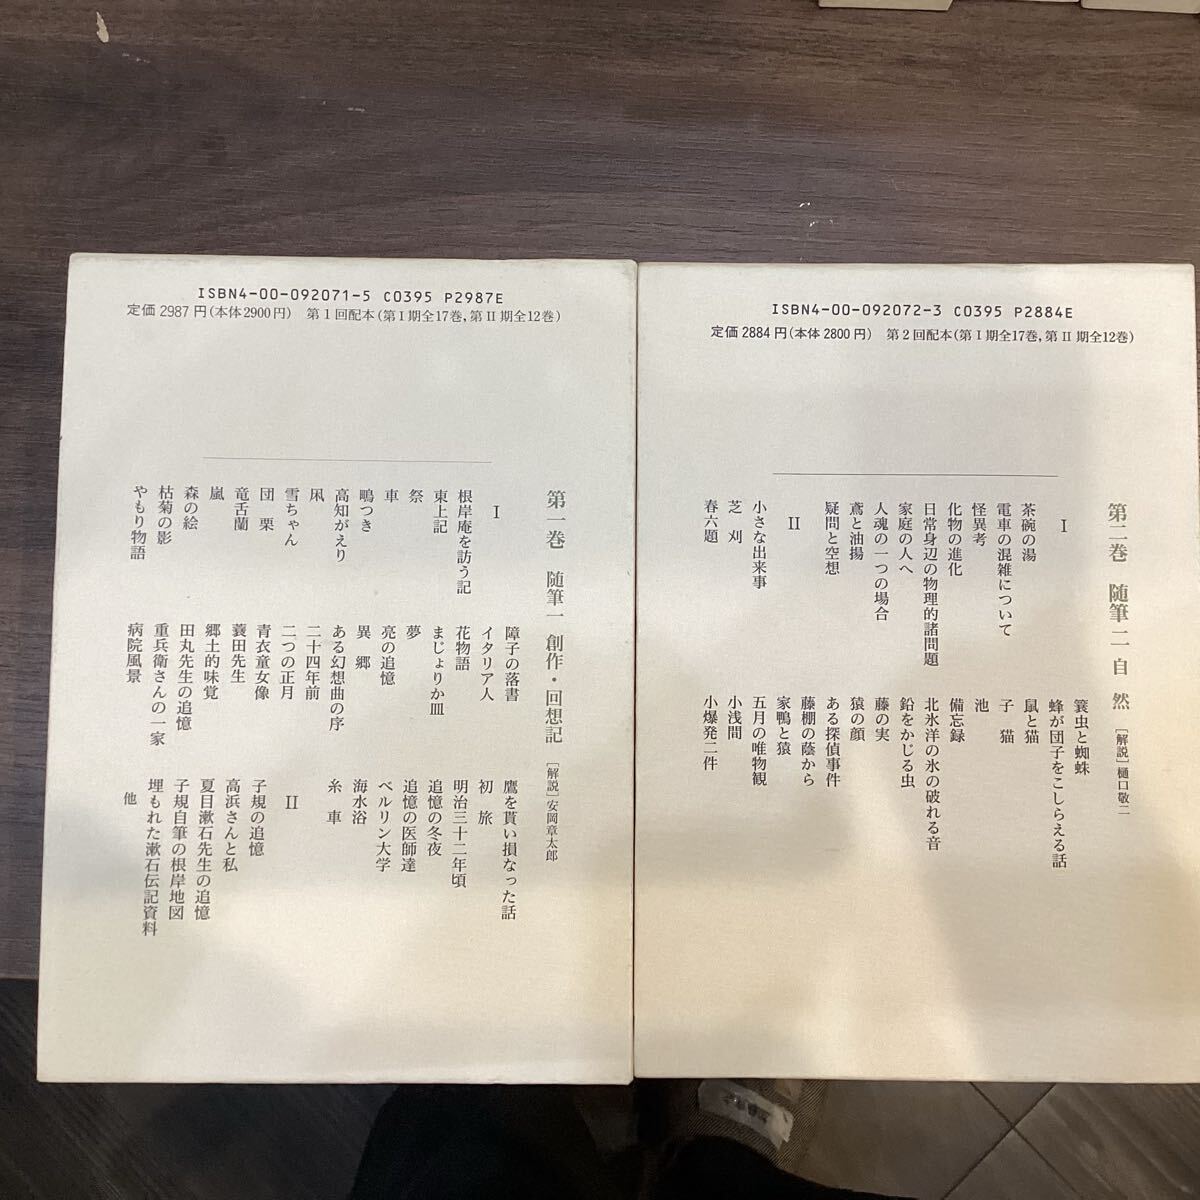 ISBN4-00-092071-5 C0395 P2987E
定価 2987 円(本体2900円) 第1回配本(第I期全17巻, 第II期全12巻)
第一巻 随筆一 創作・回想記 [解説]安岡章太郎
I
根岸庵を訪う記
東上記
祭
車
鴫つき
高知がえり
凩
雪ちゃん
団栗
竜舌蘭
嵐
森の絵
枯菊の影
やもり物語
障子の落書
イタリア人
花物語
まじょりか皿
夢
亮の追憶
異郷
ある幻想曲の序
二十四年前
二つの正月
青衣童女像
蓑田先生
郷土的味覚
田丸先生の追憶
重兵衛さんの一家
病院風景
鷹を貰い損なった話
初旅
明治三十二年頃
追憶の冬夜
追憶の医師達
ベルリン大学
海水浴
糸車
II
子規の追憶
高浜さんと私
夏目漱石先生の追憶
子規自筆の根岸地図
埋もれた漱石伝記資料
他
ISBN4-00-092072-3 C0395 P2884E
定価 2884 円(本体 2800 円) 第2回配本(第I期全17巻, 第II期全12巻)
第二巻 随筆二 自然 [解説]樋口敬二
I
茶碗の湯
電車の混雑について
怪異考
化物の進化
日常身辺の物理的諸問題
家庭の人へ
人魂の一つの場合
鳶と油揚
疑問と空想
II
小さな出来事
芝刈
春六題
簔虫と蜘蛛
蜂が団子をこしらえる話
鼠と猫
子猫
池
備忘録
北氷洋の氷の破れる音
鉛をかじる虫
藤の実
猿の顔
ある探偵事件
藤棚の蔭から
家鴨と猿
五月の唯物観
小浅間
小爆発二件